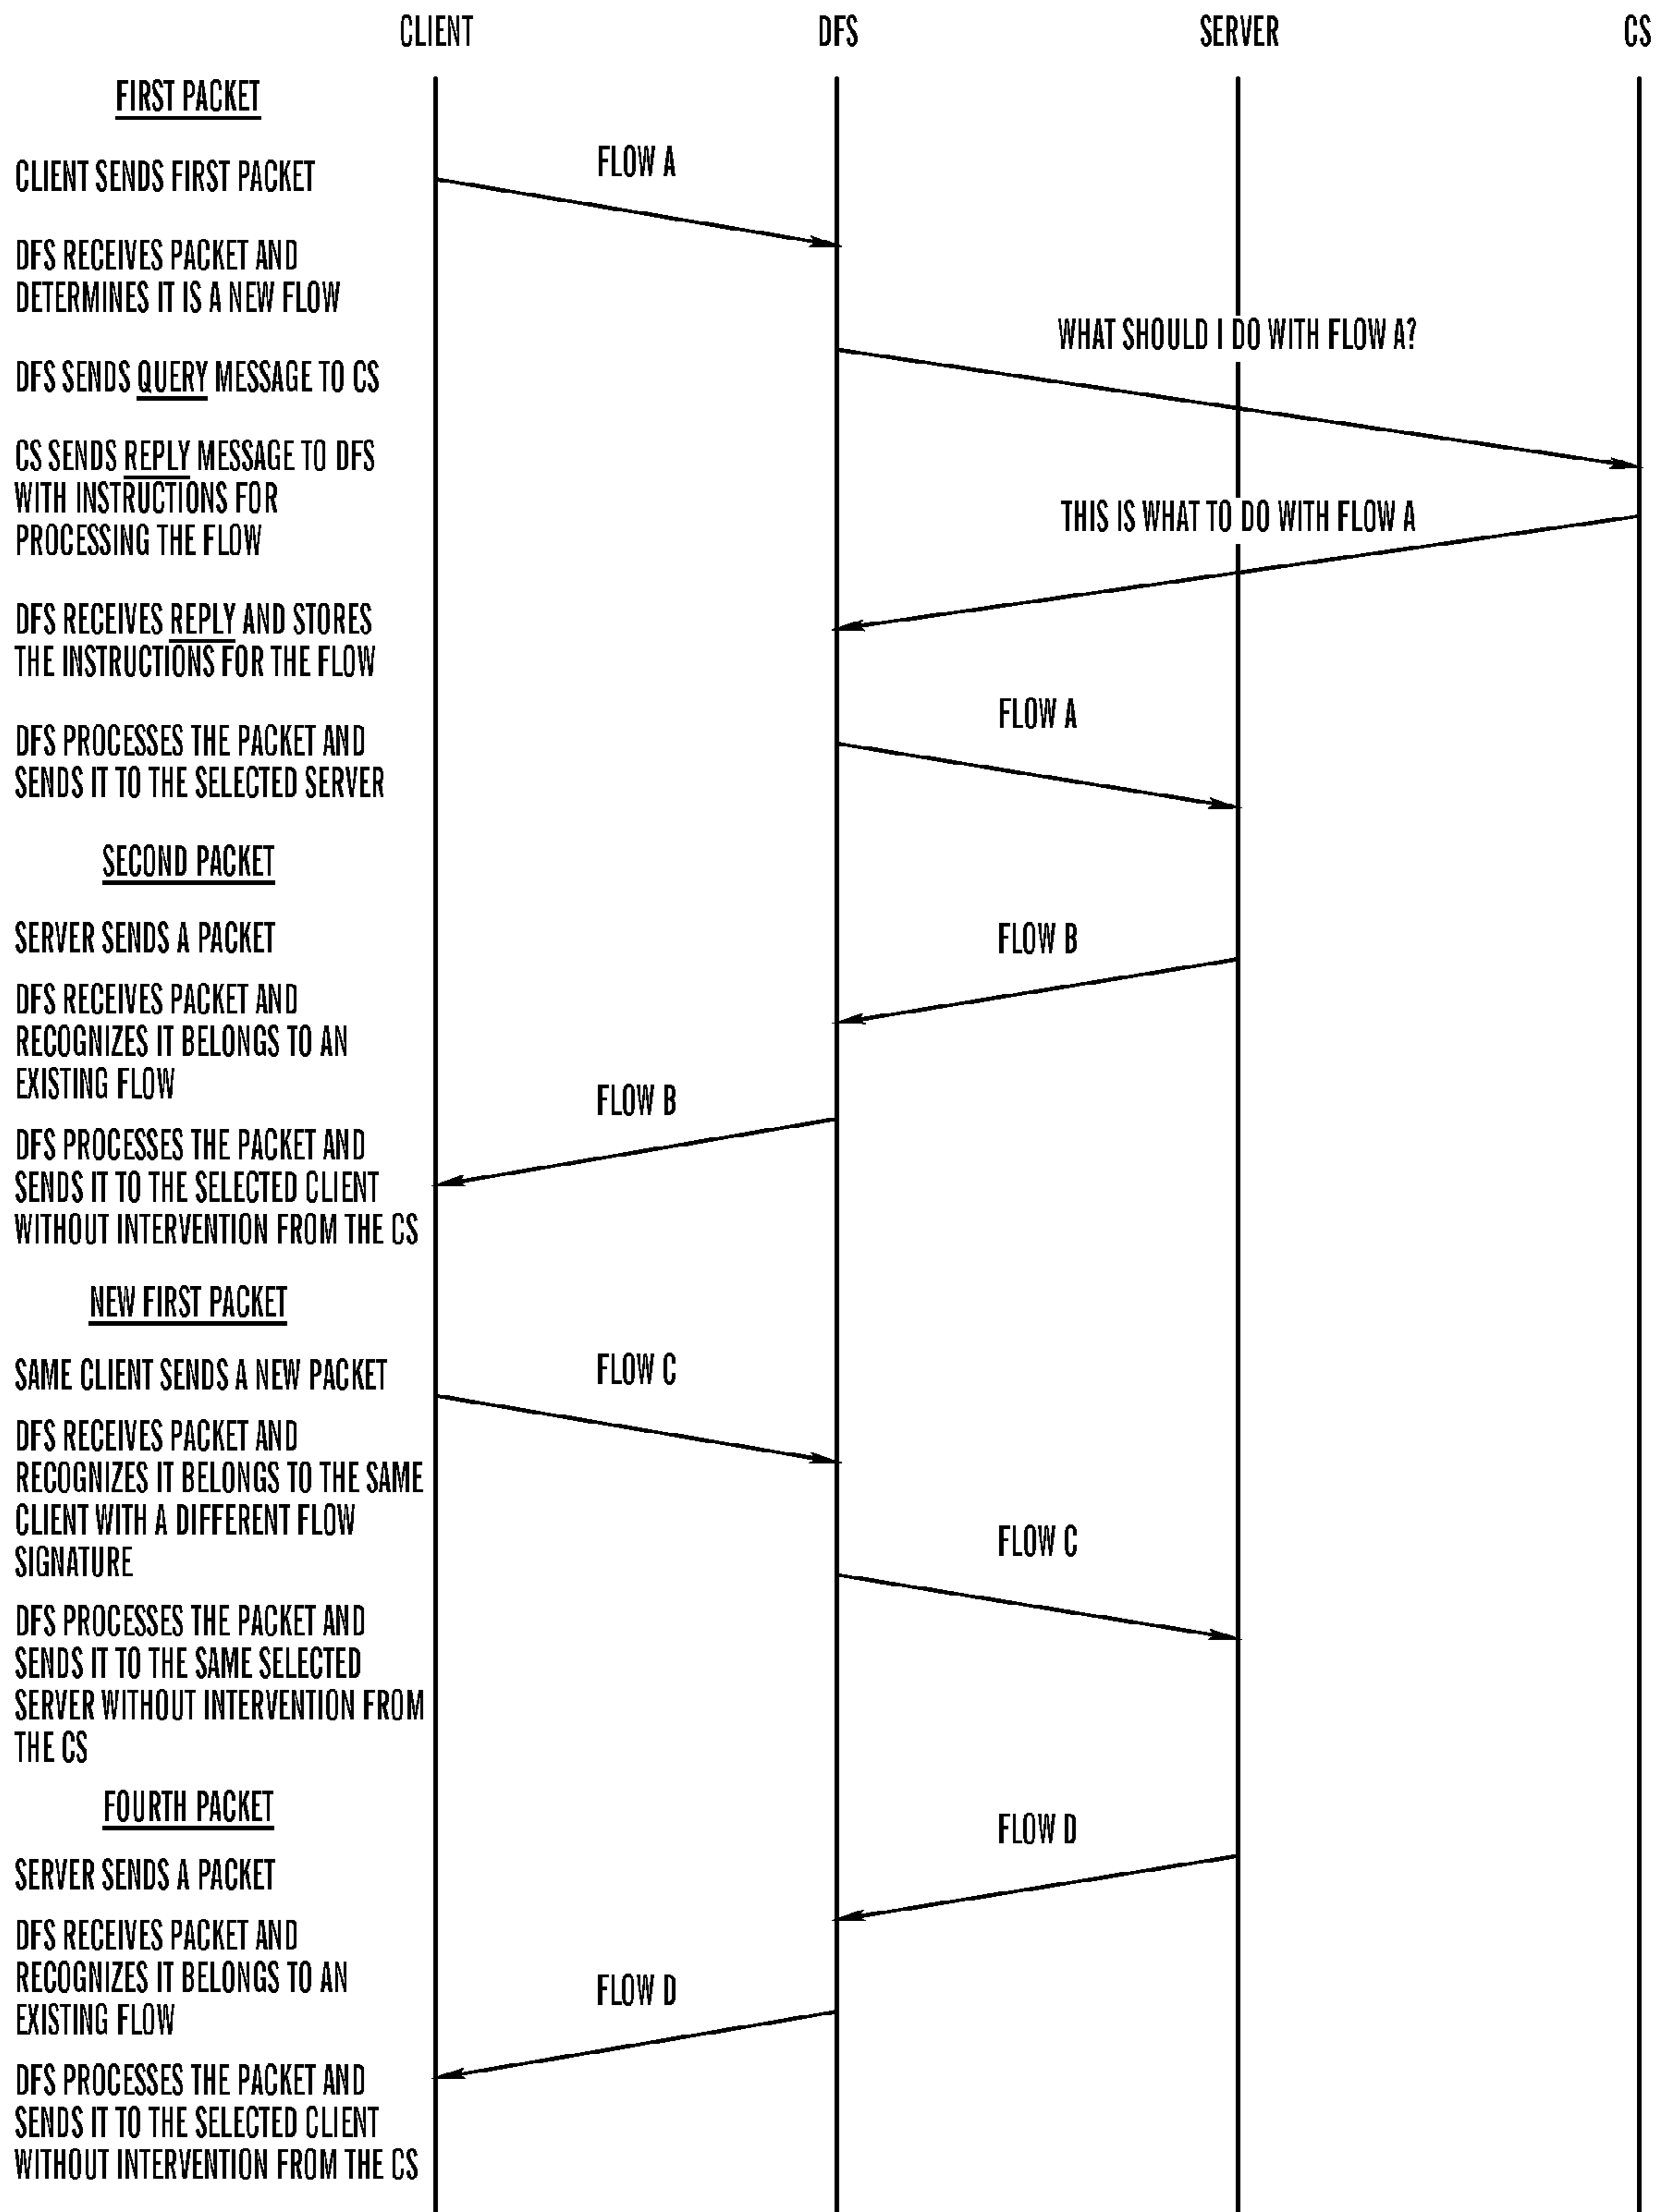 CLIENT DFS SERVER CS
FIRST PACKET
FLOW A
CLIENT SENDS FIRST PACKET
DFS RECEIVES PACKET AND
DETERMINES IT IS A NEW FLOW
WHAT SHOULD I DO WITH FLOW A?
DFS SENDS QUERY MESSAGE TO CS
CS SENDS REPLY MESSAGE TO DFS
WITH INSTRUCTIONS FOR
PROCESSING THE FLOW
THIS IS WHAT TO DO WITH FLOW A
DFS RECEIVES REPLY AND STORES
THE INSTRUCTIONS FOR THE FLOW
FLOW A
DFS PROCESSES THE PACKET AND
SENDS IT TO THE SELECTED SERVER
SECOND PACKET
SERVER SENDS A PACKET
FLOW B
DFS RECEIVES PACKET AND
RECOGNIZES IT BELONGS TO AN
EXISTING FLOW
FLOW B
DFS PROCESSES THE PACKET AND
SENDS IT TO THE SELECTED CLIENT
WITHOUT INTERVENTION FROM THE CS
NEW FIRST PACKET
SAME CLIENT SENDS A NEW PACKET
FLOW C
DFS RECEIVES PACKET AND
RECOGNIZES IT BELONGS TO THE SAME
CLIENT WITH A DIFFERENT FLOW
SIGNATURE
FLOW C
DFS PROCESSES THE PACKET AND
SENDS IT TO THE SAME SELECTED
SERVER WITHOUT INTERVENTION FROM
THE CS
FOURTH PACKET
FLOW D
SERVER SENDS A PACKET
DFS RECEIVES PACKET AND
RECOGNIZES IT BELONGS TO AN
EXISTING FLOW
FLOW D
DFS PROCESSES THE PACKET AND
SENDS IT TO THE SELECTED CLIENT
WITHOUT INTERVENTION FROM THE CS